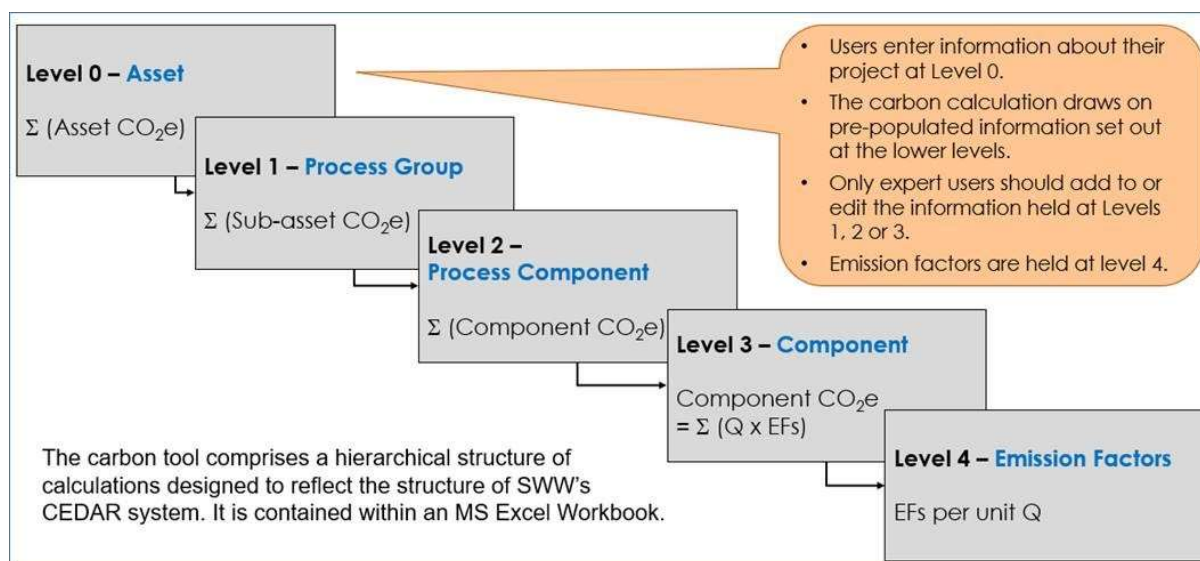 Level 0 – Asset
Σ (Asset CO₂e)
Level 1 – Process Group
Σ (Sub-asset CO₂e)
Level 2 –
Process Component
Σ (Component CO₂e)
Level 3 – Component
Component CO₂e
= Σ (Q x EFs)
Level 4 – Emission Factors
EFs per unit Q
• Users enter information about their
project at Level 0.
• The carbon calculation draws on
pre-populated information set out
at the lower levels.
• Only expert users should add to or
edit the information held at Levels
1, 2 or 3.
• Emission factors are held at level 4.
The carbon tool comprises a hierarchical structure of
calculations designed to reflect the structure of SWW's
CEDAR system. It is contained within an MS Excel Workbook.